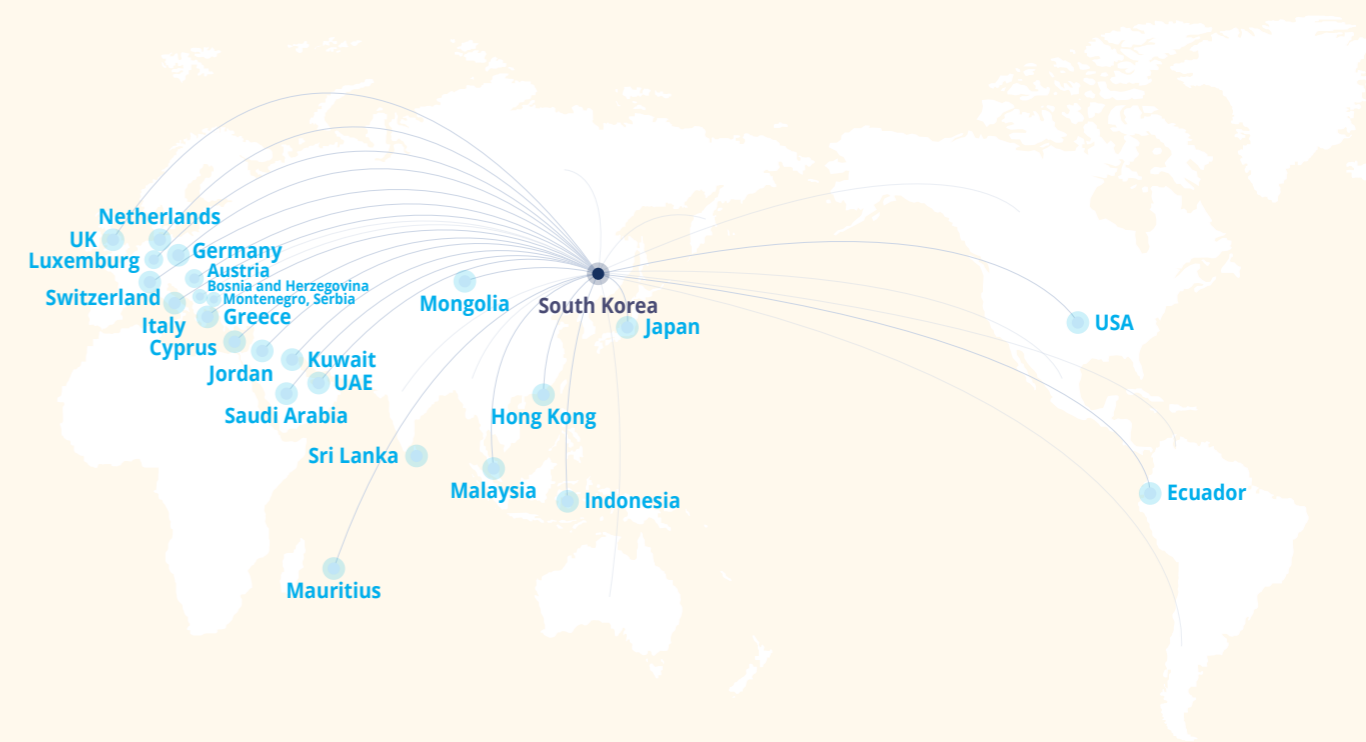 Netherlands
UK
Germany
Luxemburg
Austria
Bosnia and Herzegovina
Switzerland
Montenegro, Serbia
Mongolia
South Korea
Greece
Italy
Japan
USA
Cyprus
Kuwait
Jordan
UAE
Saudi Arabia
Hong Kong
Sri Lanka
Malaysia
Indonesia
Ecuador
Mauritius